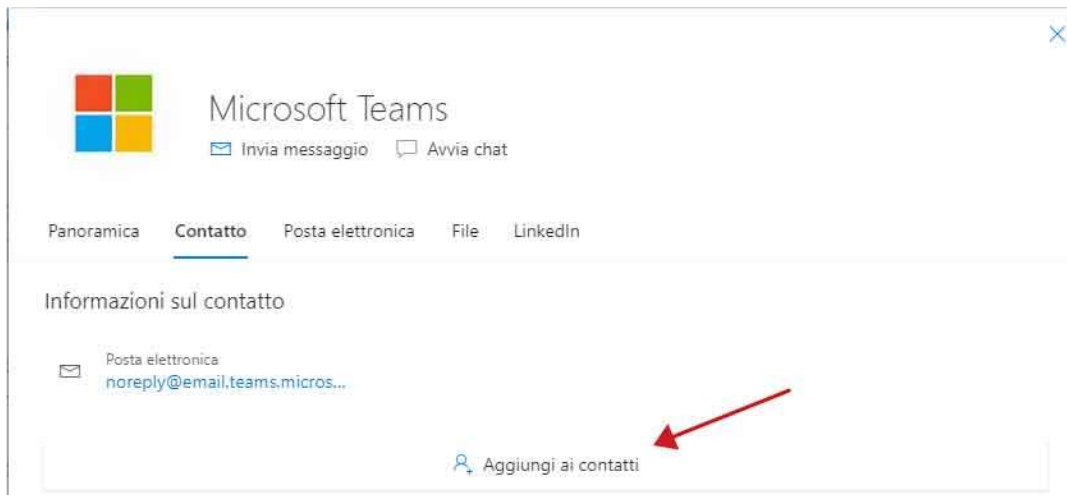 Microsoft Teams
Invia messaggio Avvia chat
Panoramica Contatto Posta elettronica File LinkedIn
Informazioni sul contatto
Posta elettronica
noreply@email.teams.micros...
Aggiungi ai contatti